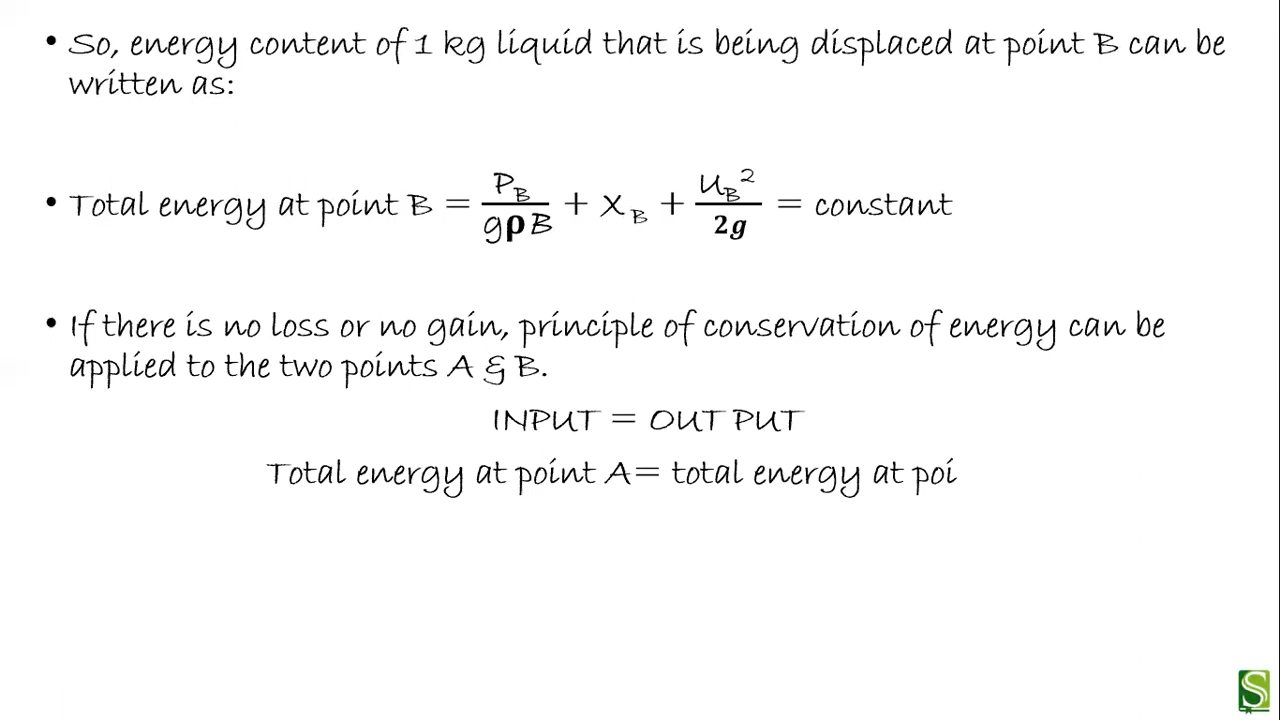 • So, energy content of 1 kg liquid that is being displaced at point B can be
written as:
• Total energy at point B = P_B/gρB + X_B + U_B²/2g = constant
• If there is no loss or no gain, principle of conservation of energy can be
applied to the two points A & B.
INPUT = OUT PUT
Total energy at point A= total energy at poi
S